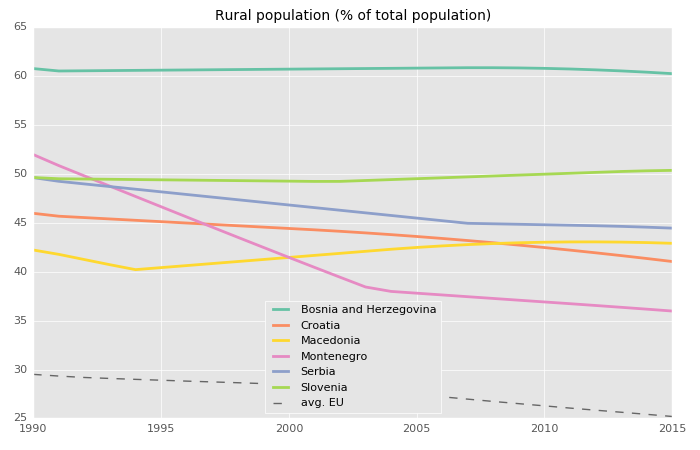 Rural population (% of total population)
65
60
55
50
45
40
35
30
25
Bosnia and Herzegovina
Croatia
Macedonia
Montenegro
Serbia
Slovenia
avg. EU
1990
1995
2000
2005
2010
2015